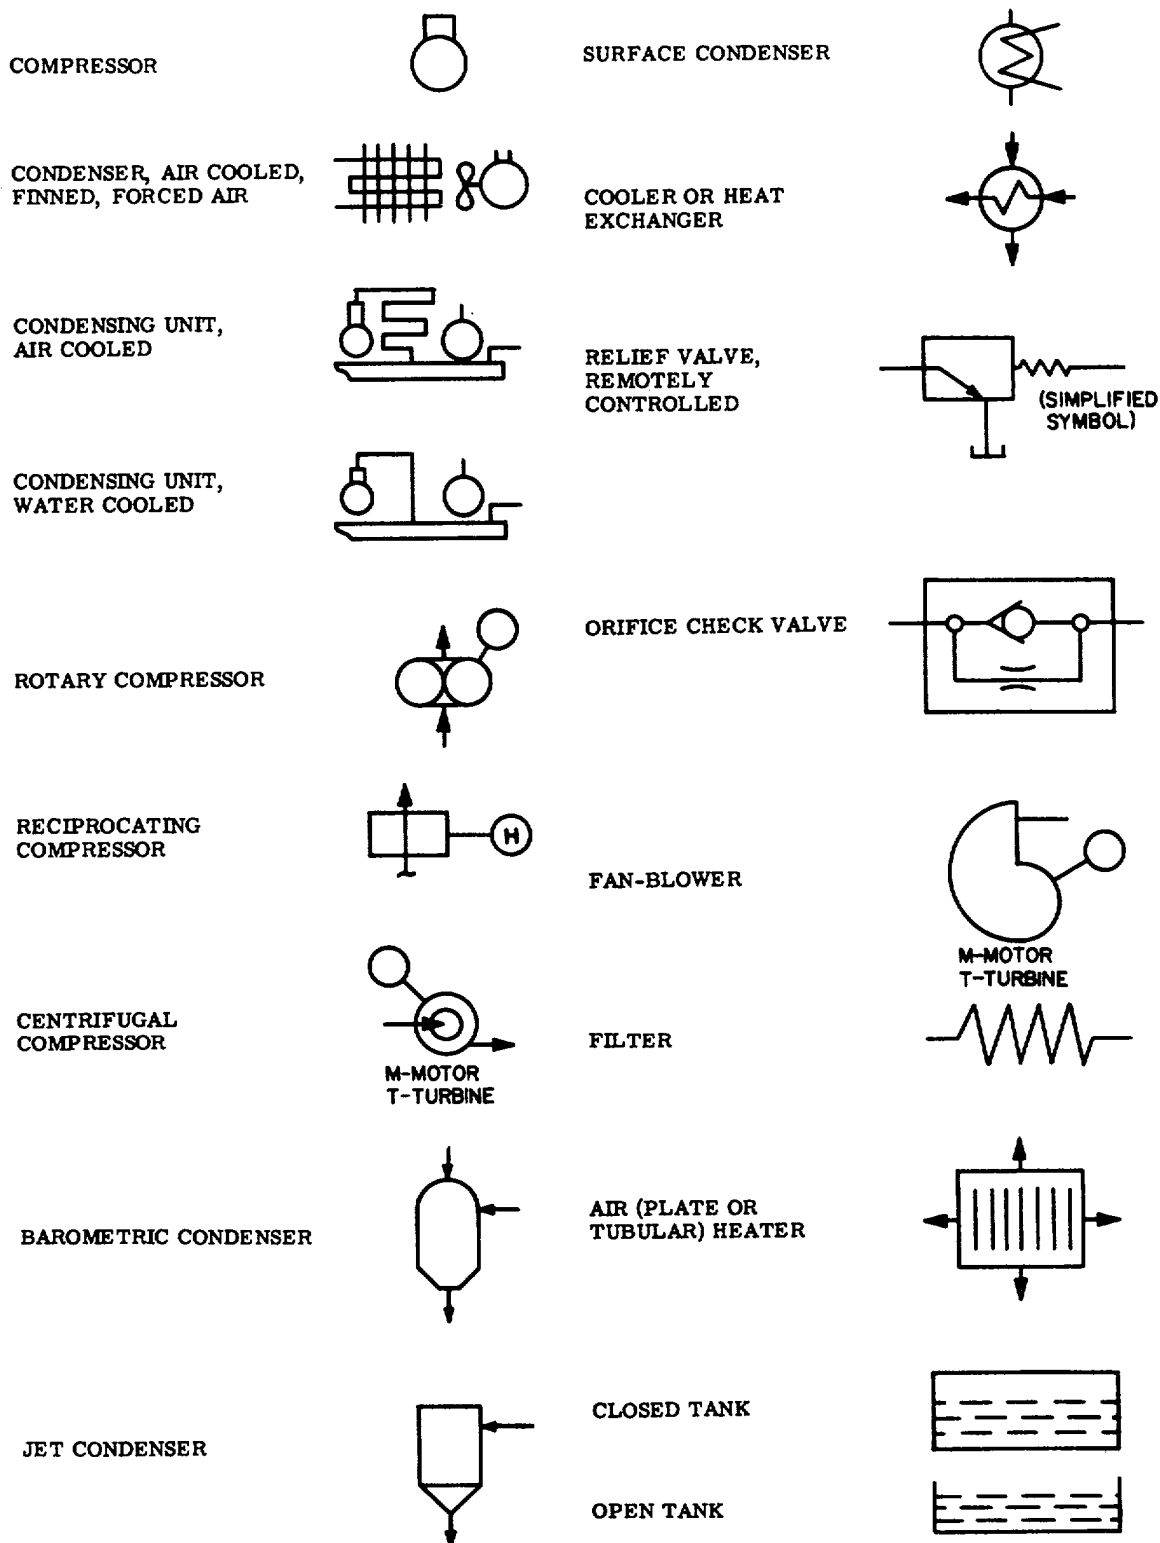 COMPRESSOR
CONDENSER, AIR COOLED,
FINNED, FORCED AIR
CONDENSING UNIT,
AIR COOLED
CONDENSING UNIT,
WATER COOLED
ROTARY COMPRESSOR
RECIPROCATING
COMPRESSOR
H
CENTRIFUGAL
COMPRESSOR
M-MOTOR
T-TURBINE
BAROMETRIC CONDENSER
JET CONDENSER
SURFACE CONDENSER
COOLER OR HEAT
EXCHANGER
RELIEF VALVE,
REMOTELY
CONTROLLED
(SIMPLIFIED
SYMBOL)
ORIFICE CHECK VALVE
FAN-BLOWER
M-MOTOR
T-TURBINE
FILTER
AIR (PLATE OR
TUBULAR) HEATER
CLOSED TANK
OPEN TANK